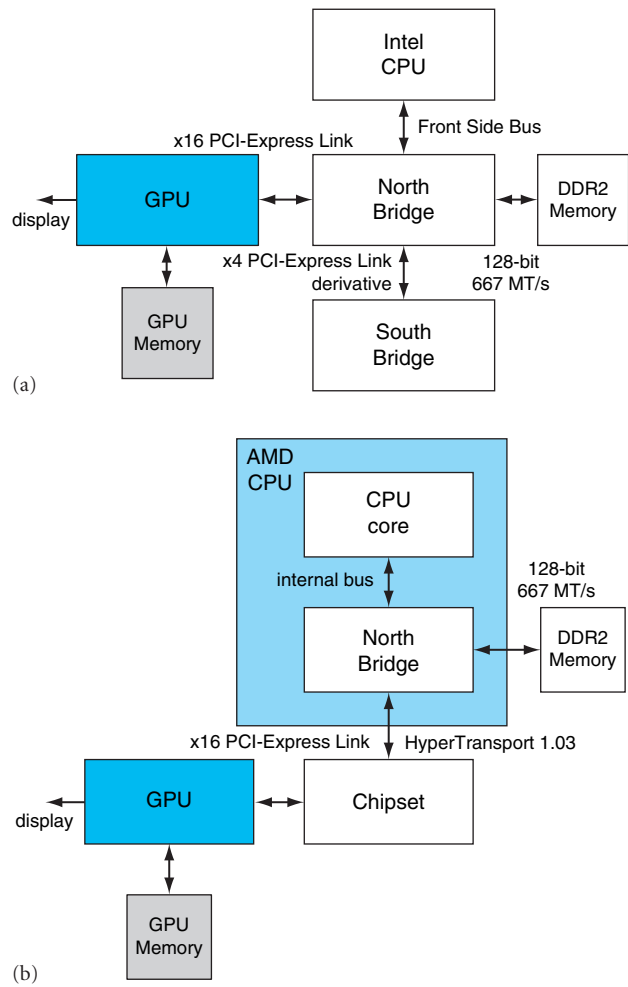 Intel
CPU
Front Side Bus
x16 PCI-Express Link
GPU
North
Bridge
DDR2
Memory
display
x4 PCI-Express Link
derivative
128-bit
667 MT/s
GPU
Memory
South
Bridge
(a)
AMD
CPU
CPU
core
internal bus
128-bit
667 MT/s
North
Bridge
DDR2
Memory
x16 PCI-Express Link
HyperTransport 1.03
GPU
Chipset
display
GPU
Memory
(b)